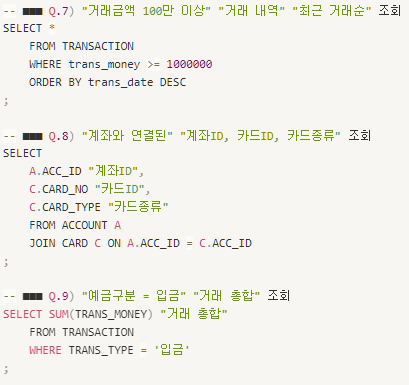 -- ■■■ Q.7) "거래금액 100만 이상" "거래 내역" "최근 거래순" 조회
SELECT *
FROM TRANSACTION
WHERE trans_money >= 1000000
ORDER BY trans_date DESC
;
-- ■■■ Q.8) "계좌와 연결된" "계좌ID, 카드ID, 카드종류" 조회
SELECT
A.ACC_ID "계좌ID",
C.CARD_NO "카드ID",
C.CARD_TYPE "카드종류"
FROM ACCOUNT A
JOIN CARD C ON A.ACC_ID = C.ACC_ID
;
-- ■■■ Q.9) "예금구분 = 입금" "거래 총합" 조회
SELECT SUM(TRANS_MONEY) "거래 총합"
FROM TRANSACTION
WHERE TRANS_TYPE = '입금'
;